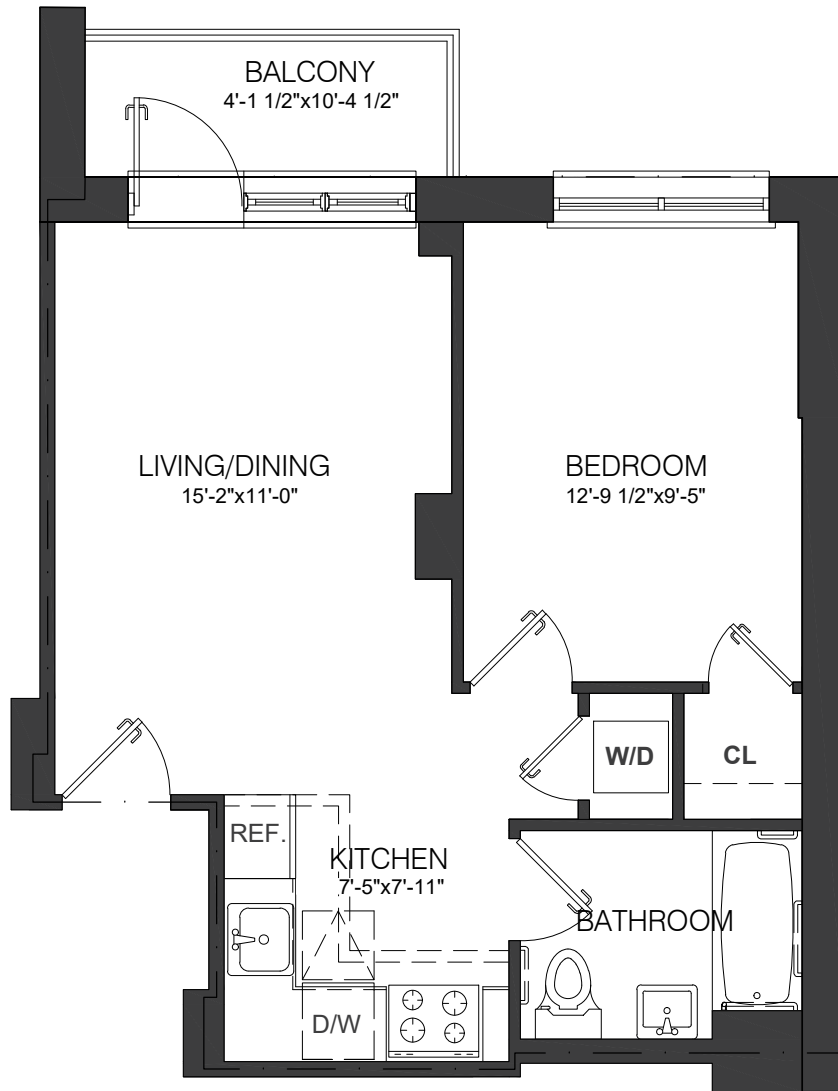 BALCONY
4'-1 1/2"x10'-4 1/2"
LIVING/DINING
15'-2"x11'-0"
BEDROOM
12'-9 1/2"x9'-5"
W/D
CL
REF.
KITCHEN
7'-5"x7'-11"
BATHROOM
D/W